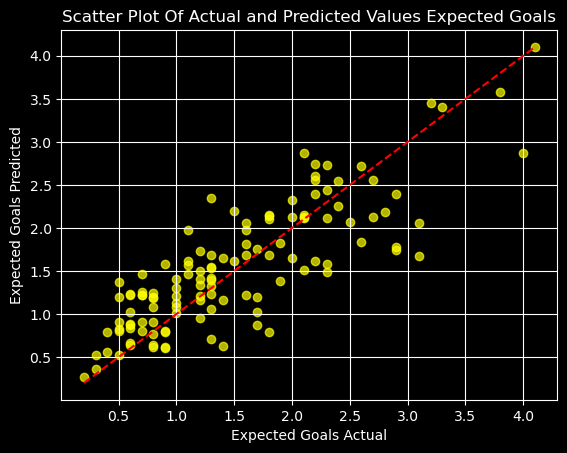 Scatter Plot Of Actual and Predicted Values Expected Goals
4.0
3.5
3.0
2.5
2.0
1.5
1.0
0.5
Expected Goals Predicted
0.5 1.0 1.5 2.0 2.5 3.0 3.5 4.0
Expected Goals Actual